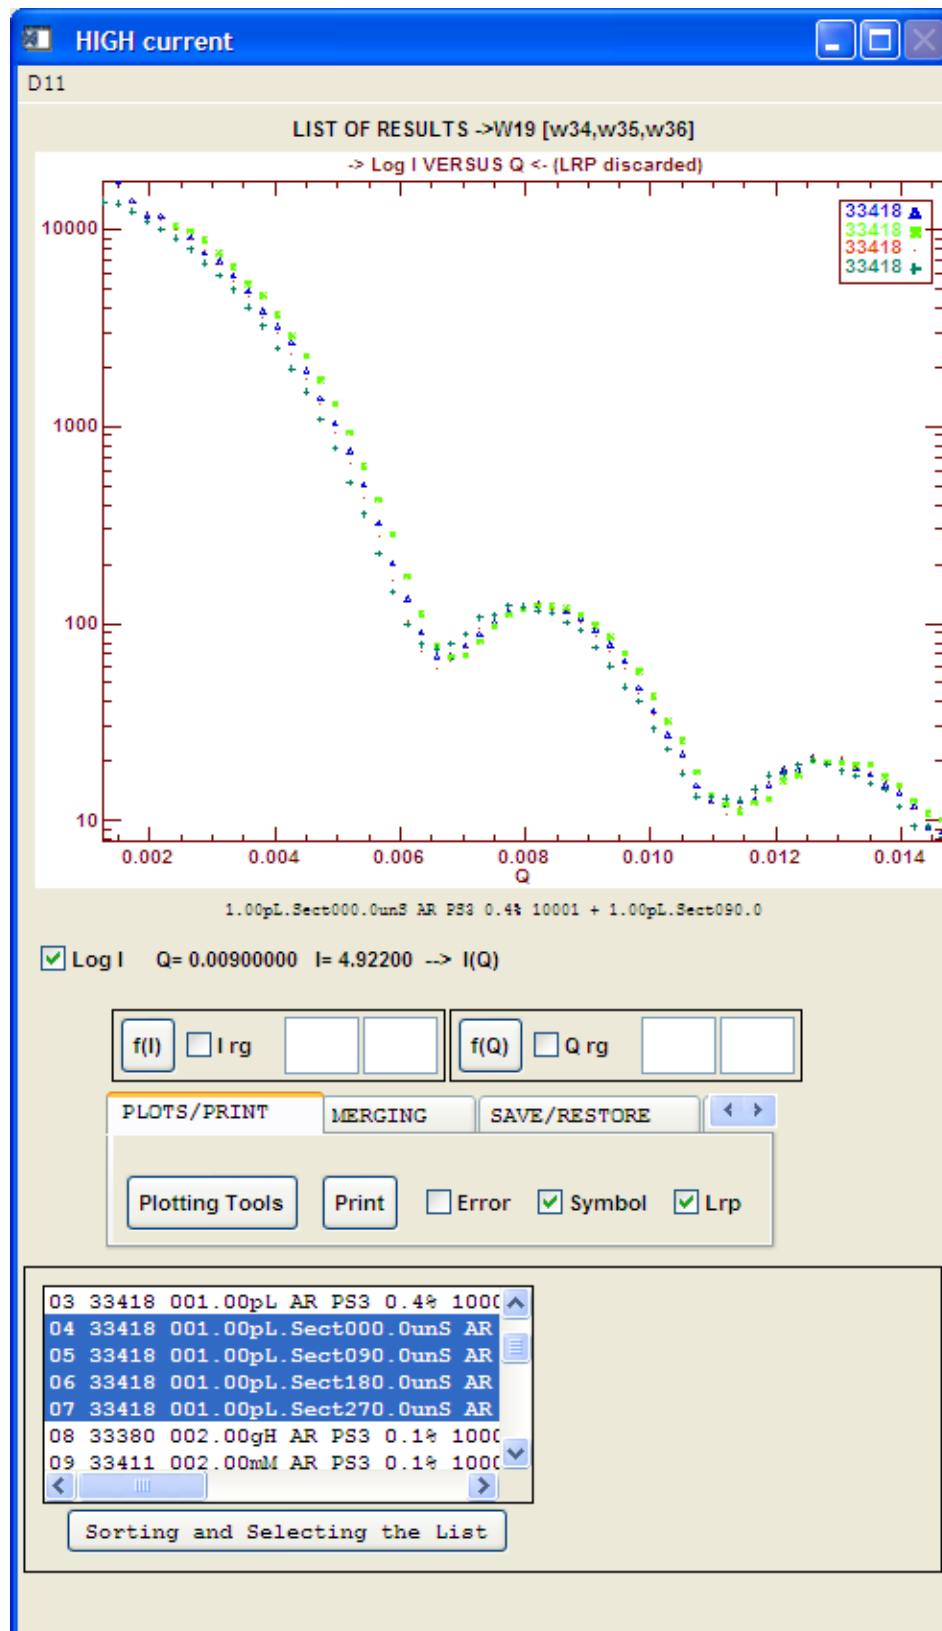 HIGH current
D11
LIST OF RESULTS ->W19 [w34,w35,w36]
-> Log I VERSUS Q <- (LRP discarded)
33418
33418
33418
33418
10000
1000
100
10
0.002 0.004 0.006 0.008 0.010 0.012 0.014
Q
1.00pL.Sect000.0unS AR PS3 0.4% 10001 + 1.00pL.Sect090.0
Log I Q= 0.00900000 I= 4.92200 --> I(Q)
f(I) I rg f(Q) Q rg
PLOTS/PRINT MERGING SAVE/RESTORE
Plotting Tools Print Error Symbol Lrp
03 33418 001.00pL AR PS3 0.4% 1000
04 33418 001.00pL.Sect000.0unS AR
05 33418 001.00pL.Sect090.0unS AR
06 33418 001.00pL.Sect180.0unS AR
07 33418 001.00pL.Sect270.0unS AR
08 33380 002.00gH AR PS3 0.1% 1000
09 33411 002.00mM AR PS3 0.1% 1000
Sorting and Selecting the List